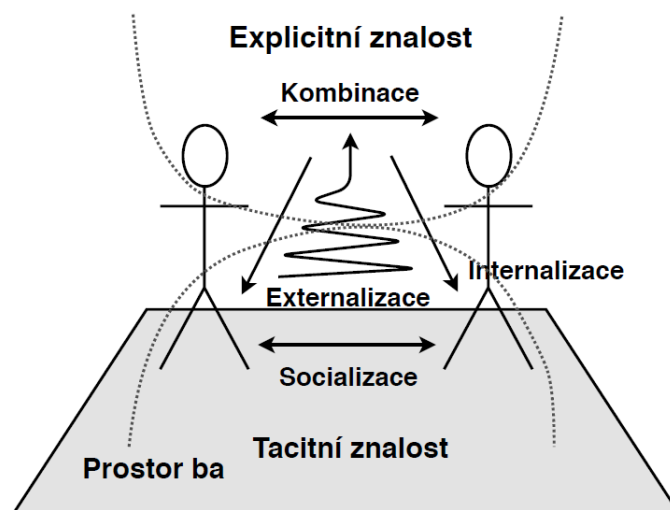 Explicitní znalost
Kombinace
Internalizace
Externalizace
Socializace
Tacitní znalost
Prostor ba